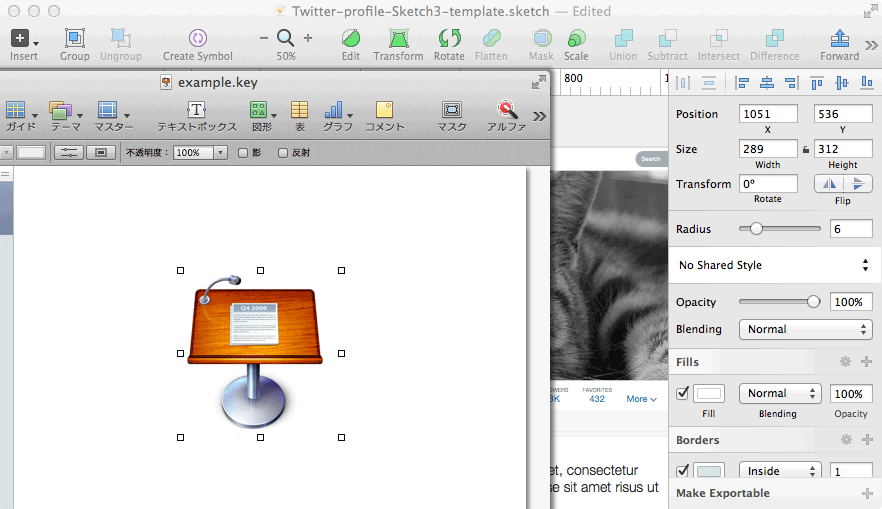 Twitter-profile-Sketch3-template.sketch — Edited
Insert Group Ungroup Create Symbol 50% Edit Transform Rotate Flatten Mask Scale Union Subtract Intersect Difference Forward
example.key
ガイド テーマ マスター テキストボックス 図形 表 グラフ コメント マスク アルファ
不透明度： 100% 影 反射
Q4 2009
800 1
Search
OWERS FAVORITES
3K 432 More
et, consectetur
se sit amet risus ut
Position 1051 536
X Y
Size 289 312
Width Height
Transform 0°
Rotate Flip
Radius 6
No Shared Style
Opacity 100%
Blending Normal
Fills
Normal 100%
Fill Blending Opacity
Borders
Inside 1
Make Exportable